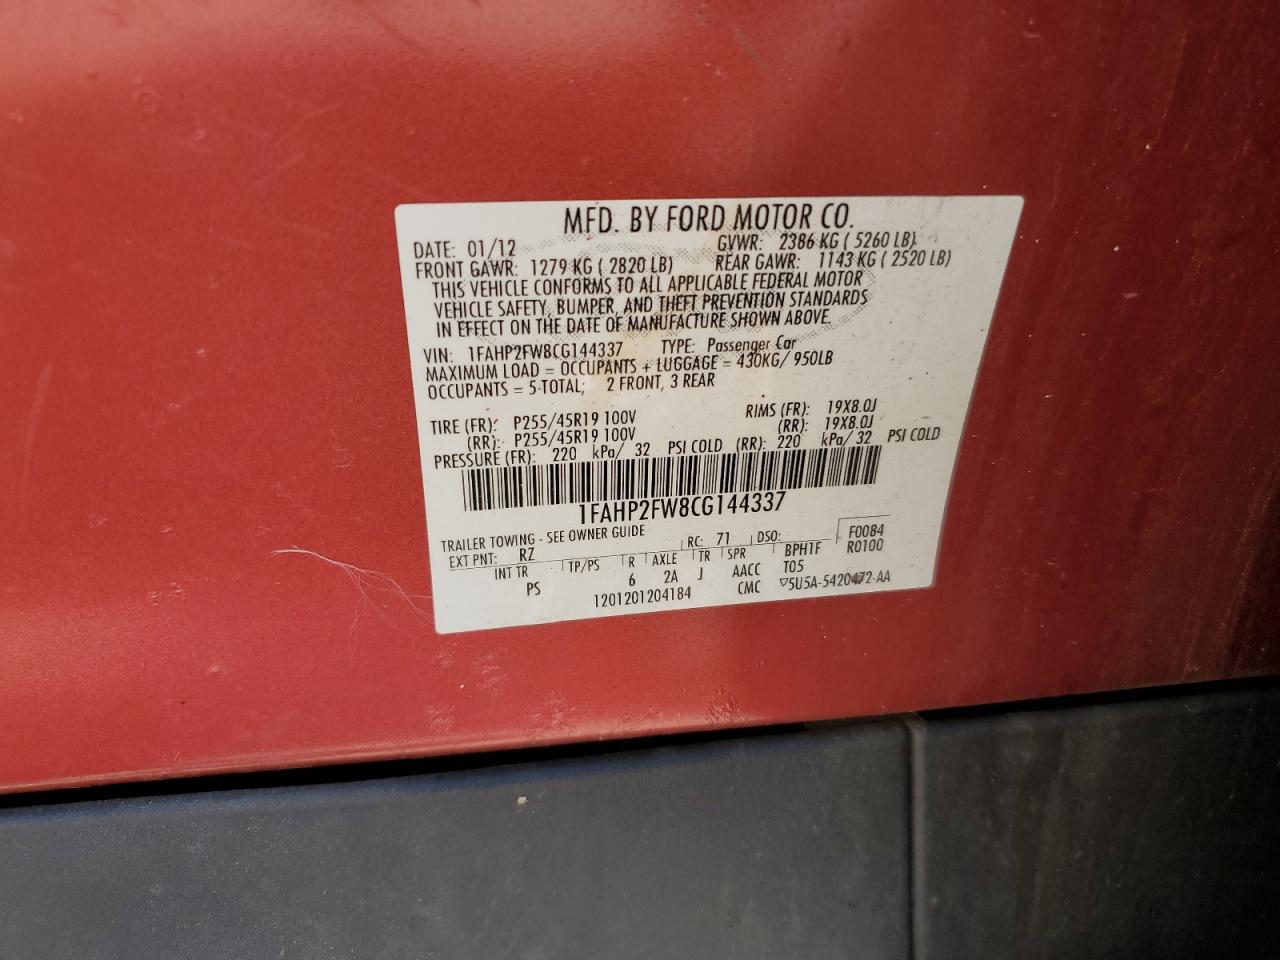 MFD. BY FORD MOTOR CO.
DATE: 01/12 GVWR: 2386 KG ( 5260 LB)
FRONT GAWR: 1279 KG ( 2820 LB) REAR GAWR: 1143 KG ( 2520 LB)
THIS VEHICLE CONFORMS TO ALL APPLICABLE FEDERAL MOTOR
VEHICLE SAFETY, BUMPER, AND THEFT PREVENTION STANDARDS
IN EFFECT ON THE DATE OF MANUFACTURE SHOWN ABOVE.
VIN: 1FAHP2FW8CG144337 TYPE: Passenger Car
MAXIMUM LOAD = OCCUPANTS + LUGGAGE = 430KG/ 950LB
OCCUPANTS = 5 TOTAL; 2 FRONT, 3 REAR
TIRE (FR): P255/45R19 100V RIMS (FR): 19X8.0J
(RR): P255/45R19 100V (RR): 19X8.0J
PRESSURE (FR): 220 kPa/ 32 PSI COLD (RR): 220 kPa/ 32 PSI COLD
1FAHP2FW8CG144337
TRAILER TOWING - SEE OWNER GUIDE
EXT PNT: RZ RC: 71 DSO: F0084
INT TR TP/PS R AXLE TR SPR BPH1F R0100
PS 6 2A J AACC T05
1201201204184 CMC ▽5U5A-5420472-AA